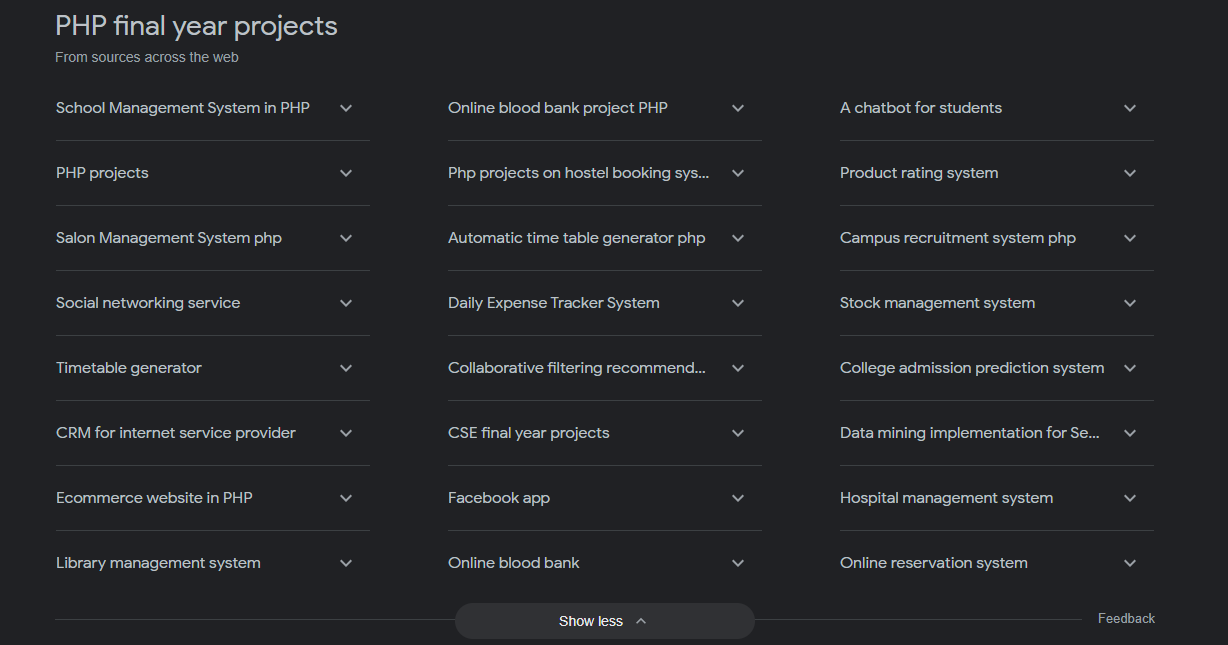 PHP final year projects
From sources across the web
School Management System in PHP
Online blood bank project PHP
A chatbot for students
PHP projects
Php projects on hostel booking sys...
Product rating system
Salon Management System php
Automatic time table generator php
Campus recruitment system php
Social networking service
Daily Expense Tracker System
Stock management system
Timetable generator
Collaborative filtering recommend...
College admission prediction system
CRM for internet service provider
CSE final year projects
Data mining implementation for Se...
Ecommerce website in PHP
Facebook app
Hospital management system
Library management system
Online blood bank
Online reservation system
Show less
Feedback